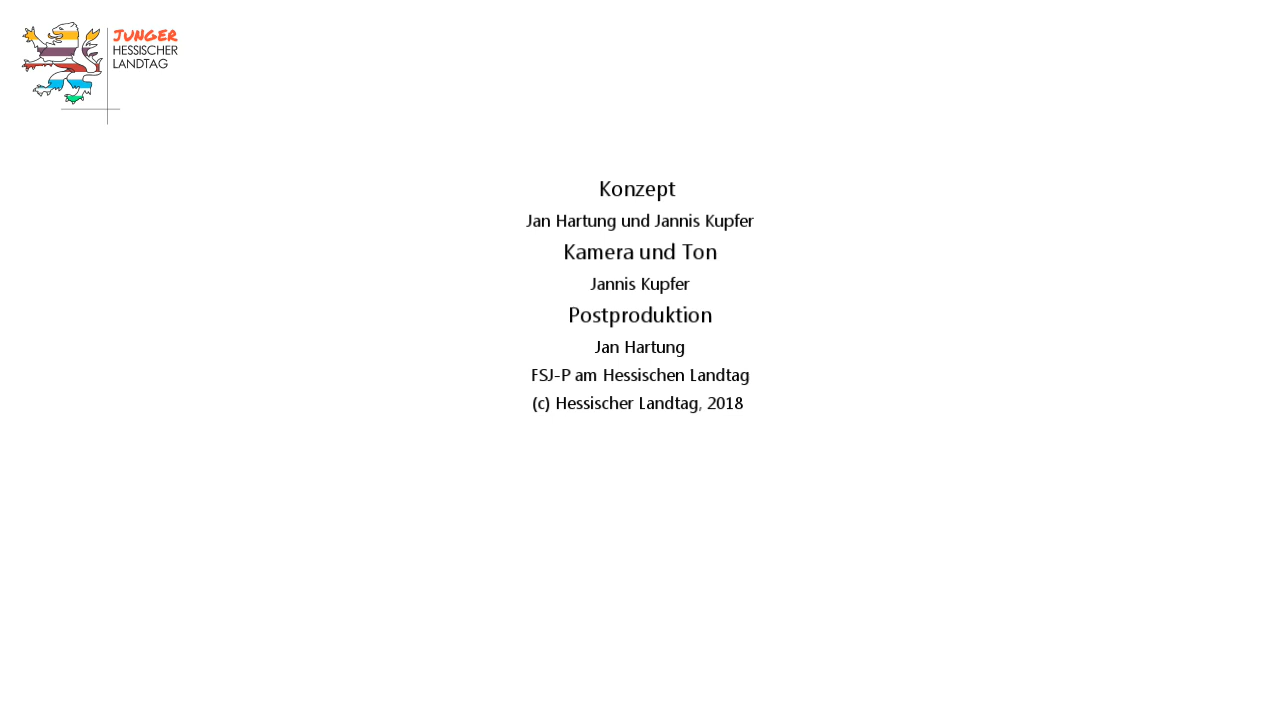 JUNGER
HESSISCHER
LANDTAG
Konzept
Jan Hartung und Jannis Kupfer
Kamera und Ton
Jannis Kupfer
Postproduktion
Jan Hartung
FSJ-P am Hessischen Landtag
(c) Hessischer Landtag, 2018